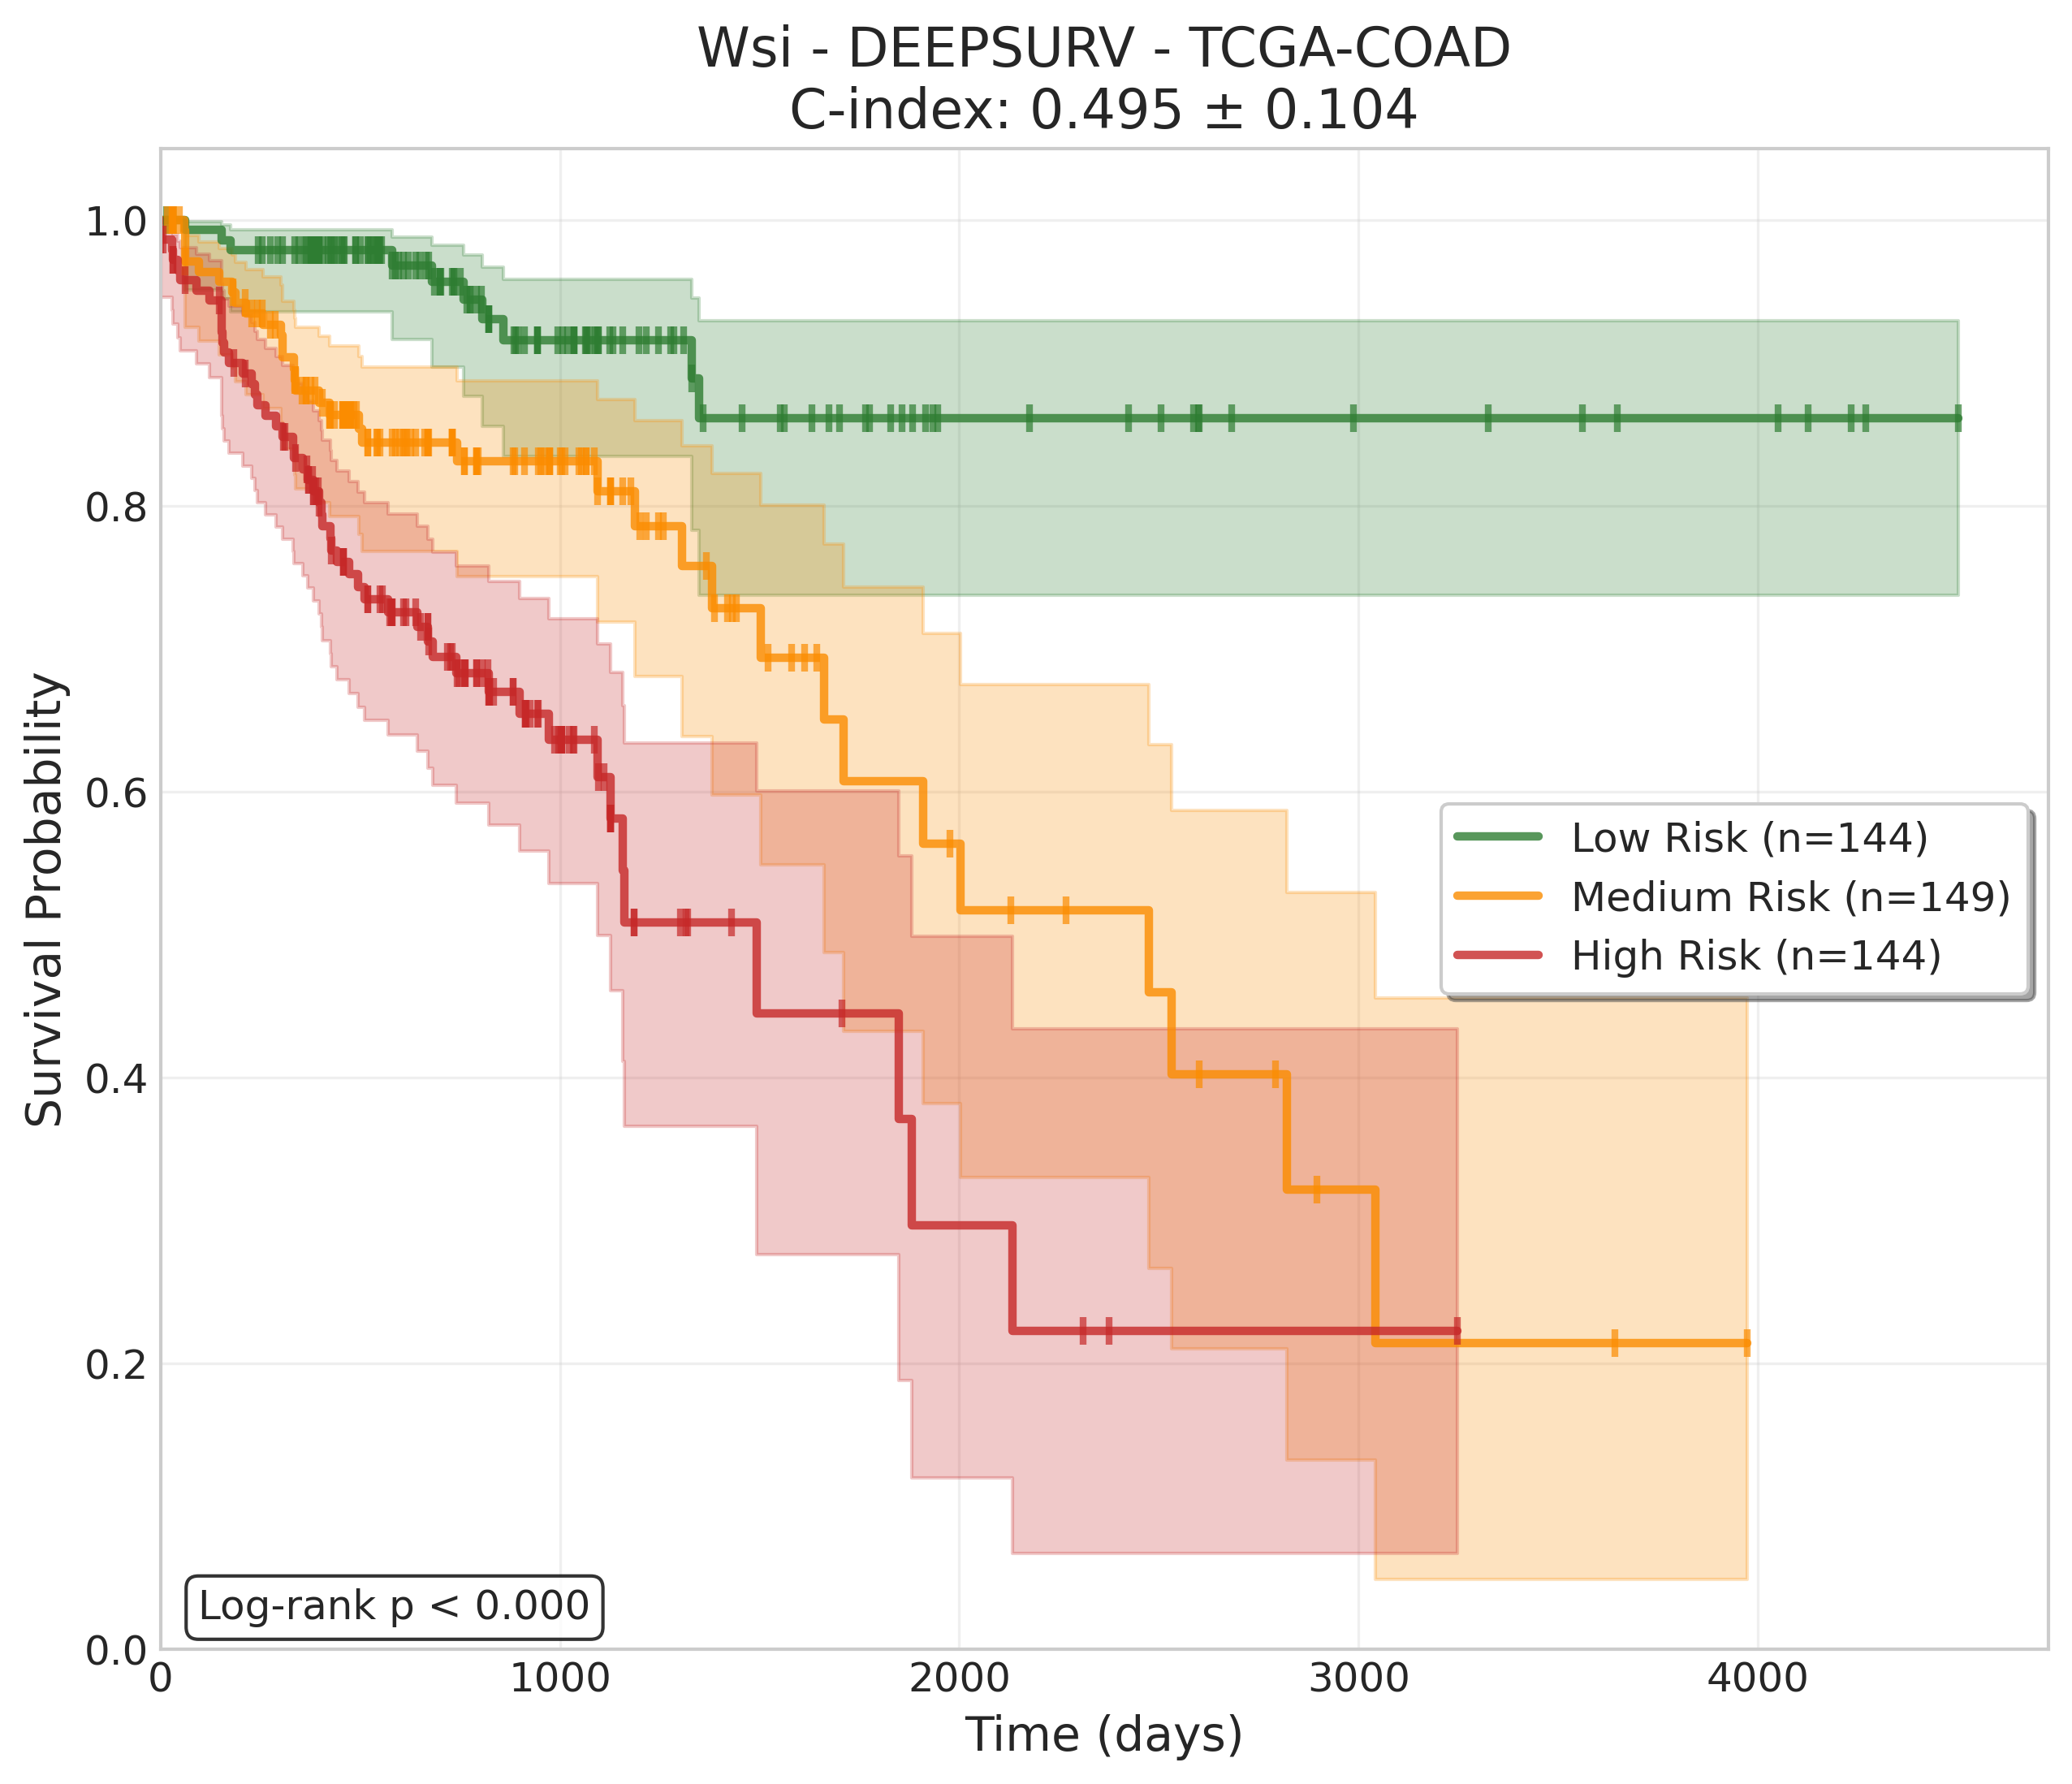 Wsi - DEEPSURV - TCGA-COAD
C-index: 0.495 ± 0.104
Survival Probability
1.0
0.8
0.6
0.4
0.2
0.0
Low Risk (n=144)
Medium Risk (n=149)
High Risk (n=144)
Log-rank p < 0.000
0
1000
2000
3000
4000
Time (days)